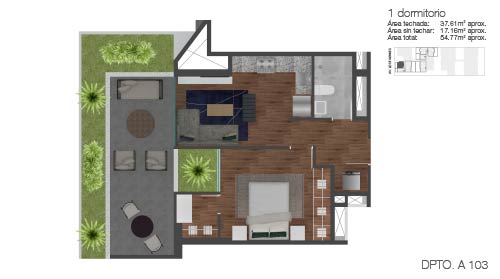 1 dormitorio
Área techada: 37.61m² aprox.
Área sin techar: 17.16m² aprox.
Área total: 54.77m² aprox.
DPTO. A 103